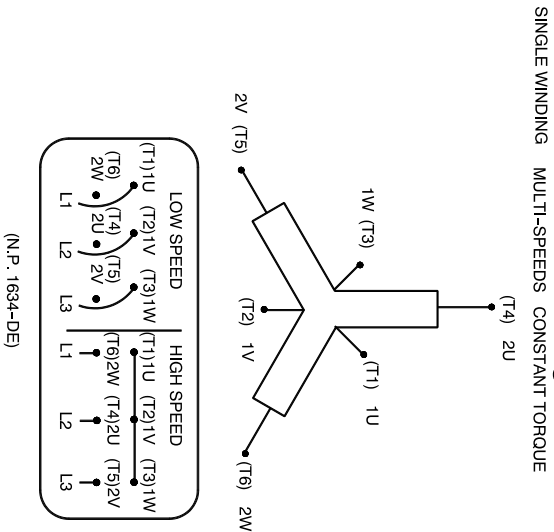 SINGLE WINDING MULTI-SPEEDS CONSTANT TORQUE
(T4) 2U
1W (T3)
(T1) 1U
2V (T5)
(T2) 1V
(T6) 2W
LOW SPEED
(T1)1U (T2)1V (T3)1W
(T6) (T4) (T5)
2W 2U 2V
L1 L2 L3
HIGH SPEED
(T1)1U (T2)1V (T3)1W
(T6)2W (T4)2U (T5)2V
L1 L2 L3
(N.P. 1634-DE)